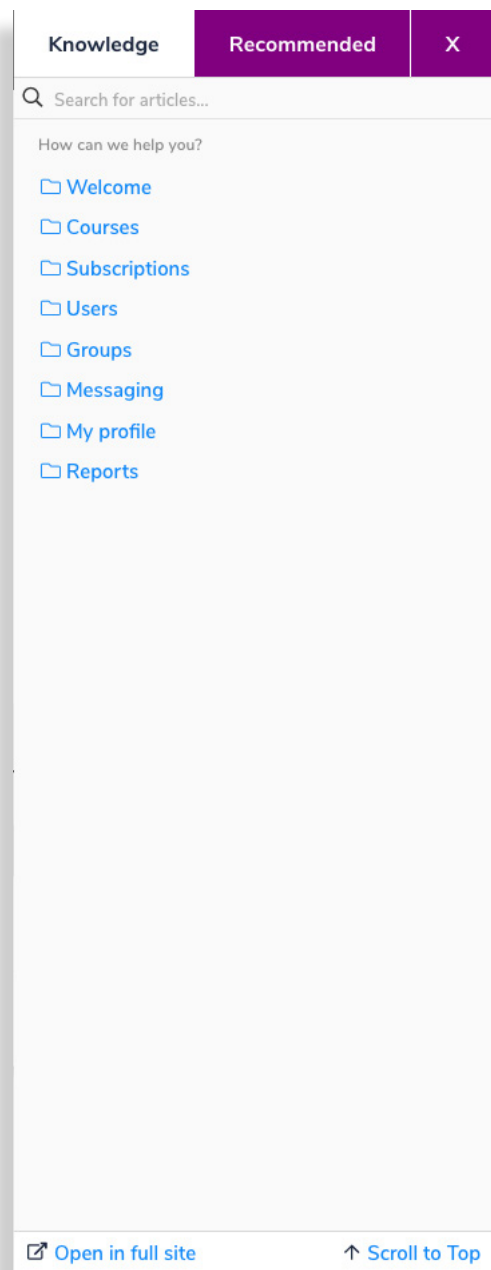 Knowledge Recommended X
Search for articles...
How can we help you?
Welcome
Courses
Subscriptions
Users
Groups
Messaging
My profile
Reports
Open in full site Scroll to Top